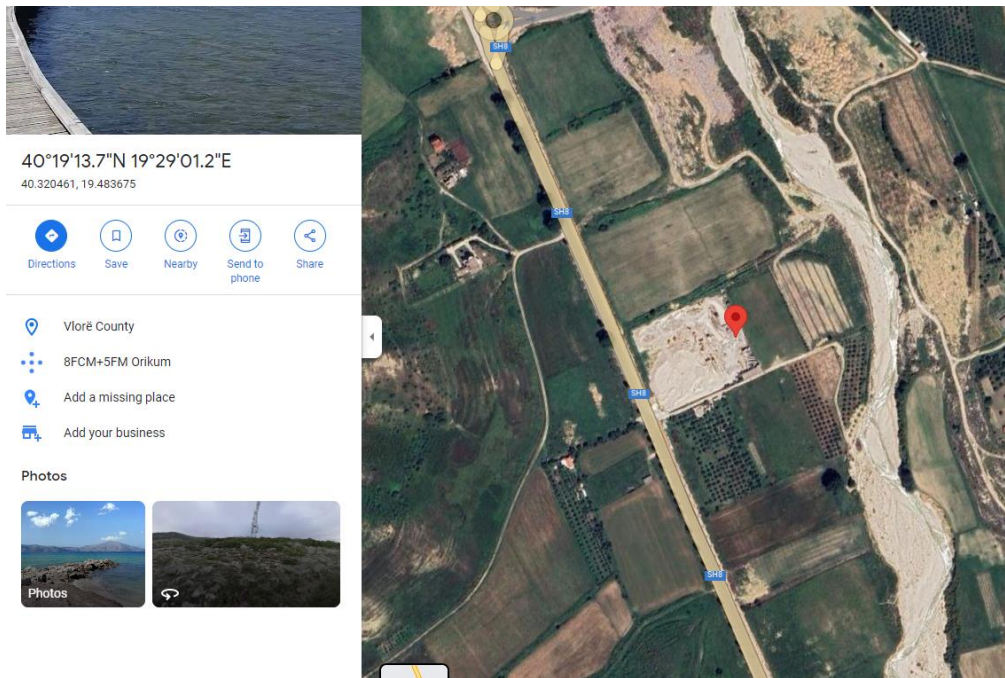 40°19'13.7"N 19°29'01.2"E
40.320461, 19.483675
Directions
Save
Nearby
Send to
phone
Share
Vlorë County
8FCM+5FM Orikum
Add a missing place
Add your business
Photos
Photos
SH8
SH8
SH8
SH8